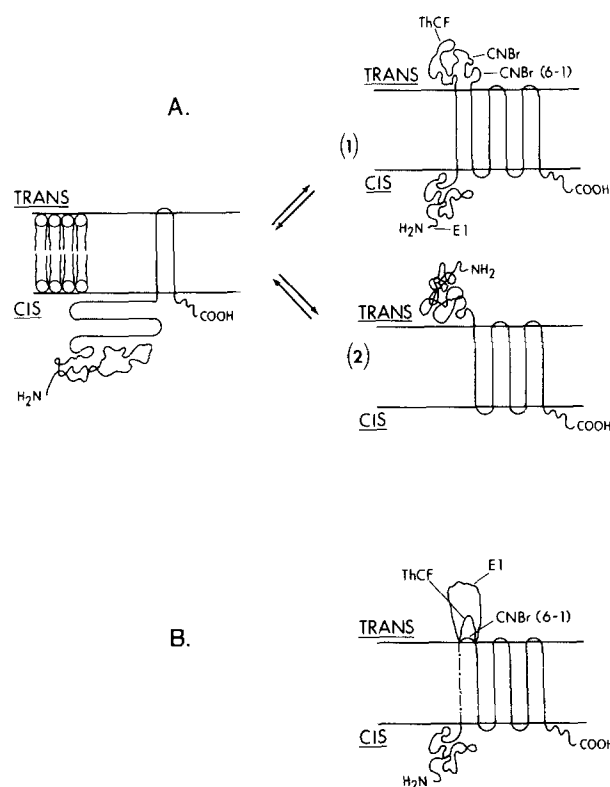 A.
TRANS
CIS
COOH
H₂N
(1)
ThCF
CNBr
CNBr (6-1)
TRANS
CIS
H₂N E1
COOH
(2)
NH₂
TRANS
CIS
COOH
B.
ThCF
E1
CNBr (6-1)
TRANS
CIS
H₂N
COOH